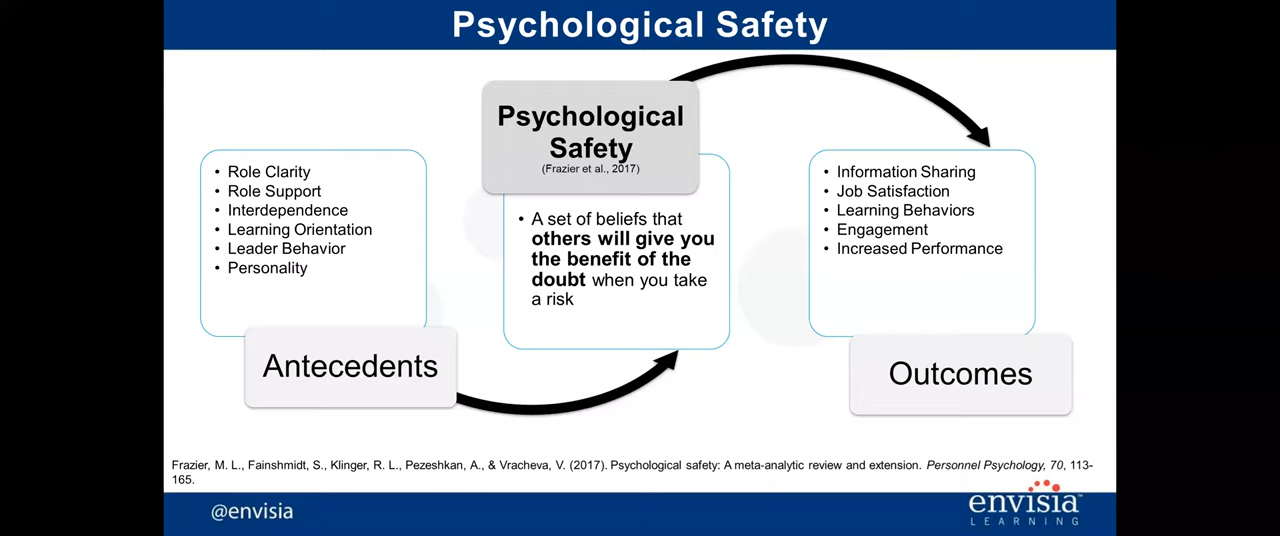 Psychological Safety
Psychological
Safety
(Frazier et al., 2017)
• Role Clarity
• Role Support
• Interdependence
• Learning Orientation
• Leader Behavior
• Personality
Antecedents
• A set of beliefs that
others will give you
the benefit of the
doubt when you take
a risk
• Information Sharing
• Job Satisfaction
• Learning Behaviors
• Engagement
• Increased Performance
Outcomes
Frazier, M. L., Fainshmidt, S., Klinger, R. L., Pezeshkan, A., & Vracheva, V. (2017). Psychological safety: A meta-analytic review and extension. Personnel Psychology, 70, 113-
165.
@envisia
envisia™
LEARNING